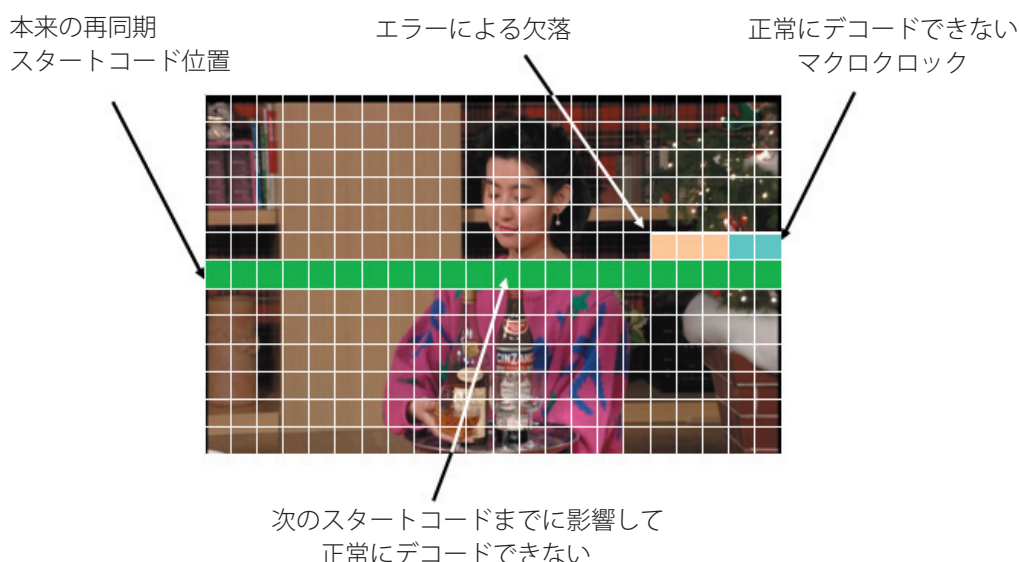 本来の再同期
スタートコード位置
エラーによる欠落
正常にデコードできない
マクロクロック
CINZANO
次のスタートコードまでに影響して
正常にデコードできない